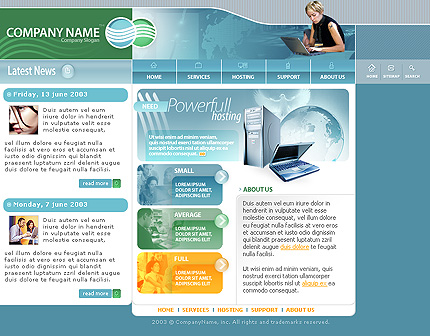 COMPANY NAME
Company Slogan
Latest News
HOME
SERVICES
HOSTING
SUPPORT
ABOUT US
HOME
SITEMAP
SEARCH
Friday, 13 june 2003
Duis autem vel eum
iriure dolor in hendrerit
in vulputate velit esse
molestie consequat,
vel illum dolore eu feugiat nulla
facilisis at vero eros et accumsan et
iusto odio dignissim qui blandit
praesent luptatum zzril delenit augue
duis dolore te feugait nulla facilisi.
read more
Monday, 7 june 2003
Duis autem vel eum
iriure dolor in hendrerit
in vulputate velit esse
molestie consequat,
vel illum dolore eu feugiat nulla
facilisis at vero eros et accumsan et
iusto odio dignissim qui blandit
praesent luptatum zzril delenit augue
duis dolore te feugait nulla facilisi.
read more
NEED
Powerfull
hosting
Ut wisi enim ad minim veniam,
quis nostrud exerci tation ullamcorper
suscipit lobortis nisl ut aliquip ex ea
commodo consequat.
SMALL
LOREM IPSUM
DOLOR SIT AMET,
ADIPISCING ELIT
AVERAGE
LOREM IPSUM
DOLOR SIT AMET,
ADIPISCING ELIT
FULL
LOREM IPSUM
DOLOR SIT AMET,
ADIPISCING ELIT
ABOUT US
Duis autem vel eum
iriure dolor in
hendrerit in vulputate
velit esse molestie
consequat, vel illum
dolore eu feugiat nulla
facilisis at vero eros et
accumsan et iusto odio
dignissim qui blandit
praesent luptatum zzril
delenit augue duis
dolore te feugait nulla
facilisi.
Ut wisi enim ad minim
veniam, quis nostrud
exerci tation ullamcorper
suscipit lobortis nisl ut
aliquip ex ea commodo
consequat.
HOME I SERVICES I HOSTING I SUPPORT I ABOUT US
2003 © CompanyName, inc. All rights and trademarks reserved.